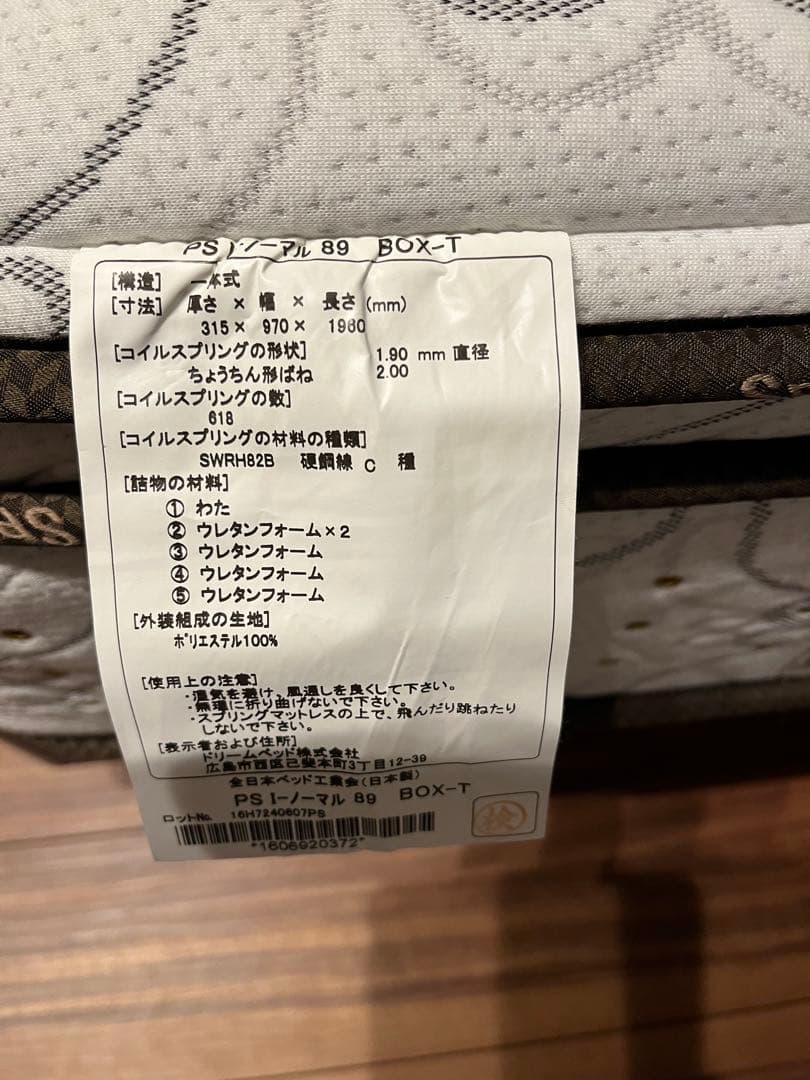 PS I-ノーマル 89 BOX-T
[構造] 一体式
[寸法] 厚さ × 幅 × 長さ (mm)
315 × 970 × 1980
[コイルスプリングの形状] 1.90 mm 直径
ちょうちん形ばね 2.00
[コイルスプリングの数]
618
[コイルスプリングの材料の種類]
SWRH82B 硬鋼線 C 種
[詰物の材料]
① わた
② ウレタンフォーム×2
③ ウレタンフォーム
④ ウレタンフォーム
⑤ ウレタンフォーム
[外装組成の生地]
ポリエステル100%
[使用上の注意]
・湿気を避け、風通しを良くして下さい。
・無理に折り曲げないで下さい。
・スプリングマットレスの上で、飛んだり跳ねたり
しないで下さい。
[表示者および住所]
ドリームベッド株式会社
広島市西区己斐本町3丁目12-39
全日本ベッド工業会(日本製)
PS I-ノーマル 89 BOX-T
ロットNo. 16H7240607PS
*1606920372*
検